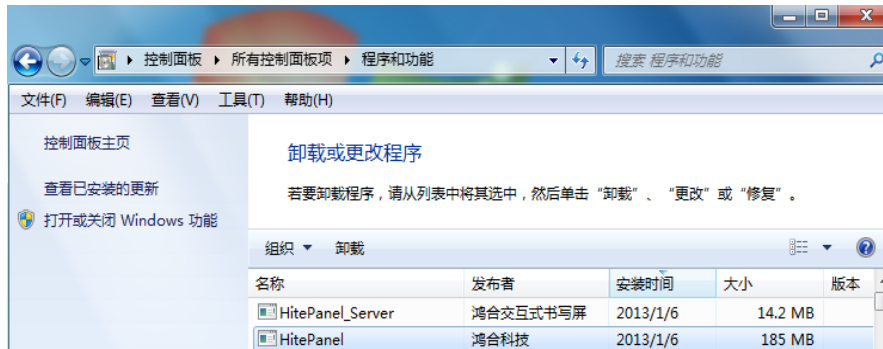 控制面板 ▸ 所有控制面板项 ▸ 程序和功能
搜索 程序和功能
文件(F) 编辑(E) 查看(V) 工具(T) 帮助(H)
控制面板主页
查看已安装的更新
打开或关闭 Windows 功能
卸载或更改程序
若要卸载程序，请从列表中将其选中，然后单击“卸载”、“更改”或“修复”。
组织 卸载
名称 发布者 安装时间 大小 版本
HitePanel_Server 鸿合交互式书写屏 2013/1/6 14.2 MB
HitePanel 鸿合科技 2013/1/6 185 MB